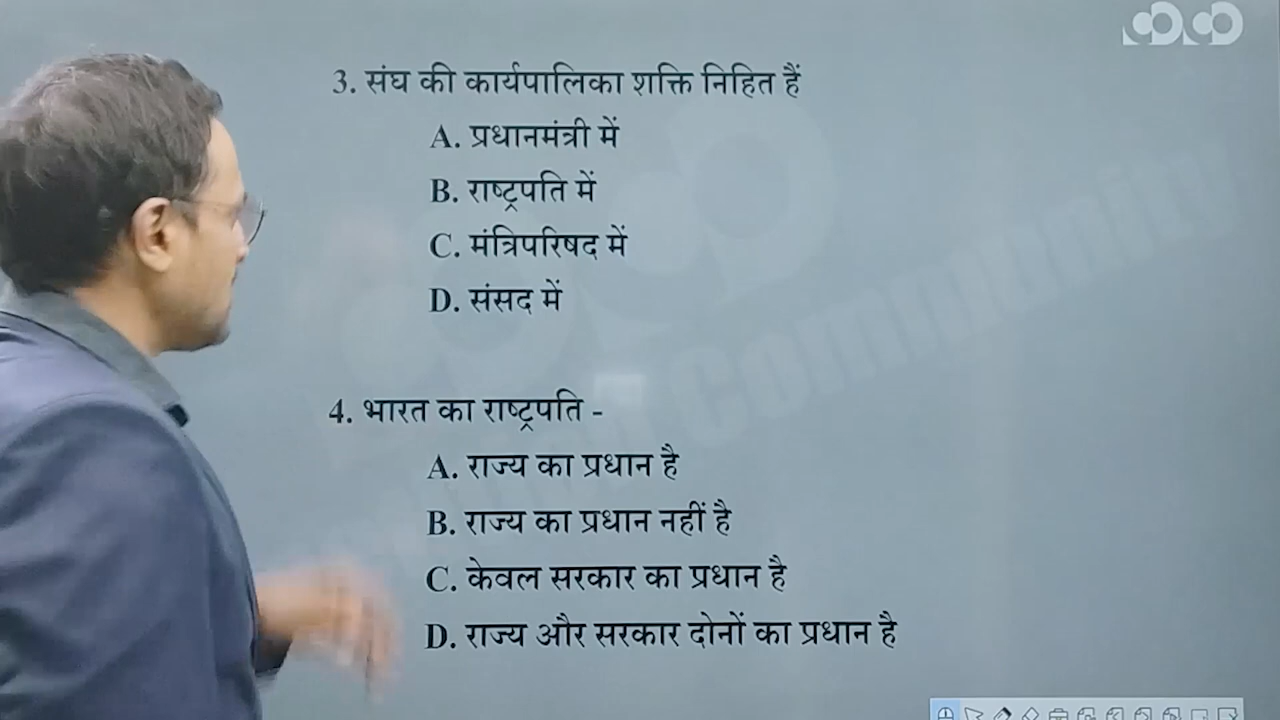 3. संघ की कार्यपालिका शक्ति निहित हैं
A. प्रधानमंत्री में
B. राष्ट्रपति में
C. मंत्रिपरिषद में
D. संसद में
4. भारत का राष्ट्रपति -
A. राज्य का प्रधान है
B. राज्य का प्रधान नहीं है
C. केवल सरकार का प्रधान है
D. राज्य और सरकार दोनों का प्रधान है